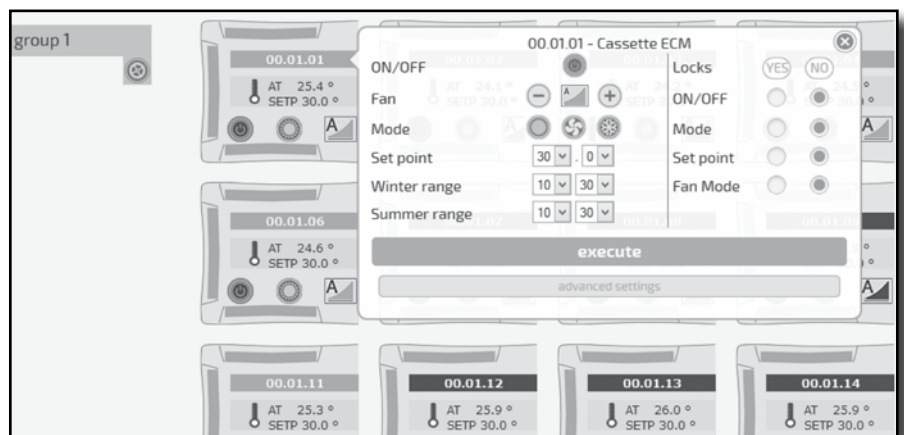 group 1
00.01.01
AT 25.4 °
SETP 30.0 °
A
00.01.01 - Cassette ECM
ON/OFF
Fan
A
Mode
Set point 30 . 0
Winter range 10 30
Summer range 10 30
Locks YES NO
ON/OFF
Mode
Set point
Fan Mode
execute
advanced settings
A
00.01.06
AT 24.6 °
SETP 30.0 °
A
A
00.01.11
AT 25.3 °
SETP 30.0 °
00.01.12
AT 25.9 °
SETP 30.0 °
00.01.13
AT 26.0 °
SETP 30.0 °
00.01.14
AT 25.9 °
SETP 30.0 °